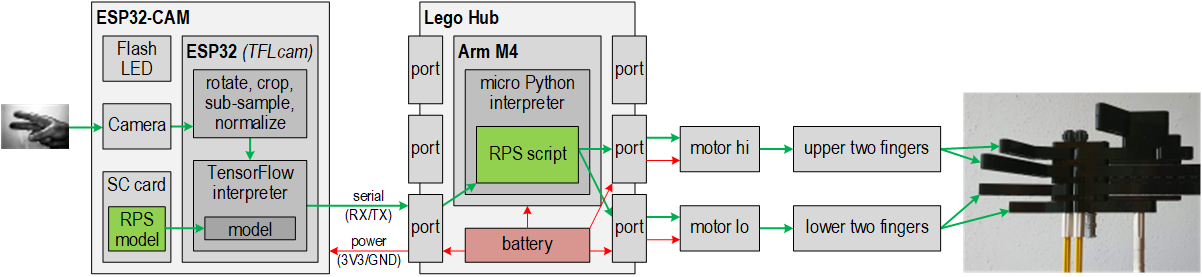 ESP32-CAM
Flash
LED
ESP32 (TFLcam)
rotate, crop,
sub-sample,
normalize
Camera
TensorFlow
interpreter
model
SC card
RPS
model
serial
(RX/TX)
power
(3V3/GND)
Lego Hub
port
port
port
Arm M4
micro Python
interpreter
RPS script
battery
port
port
port
motor hi
upper two fingers
motor lo
lower two fingers